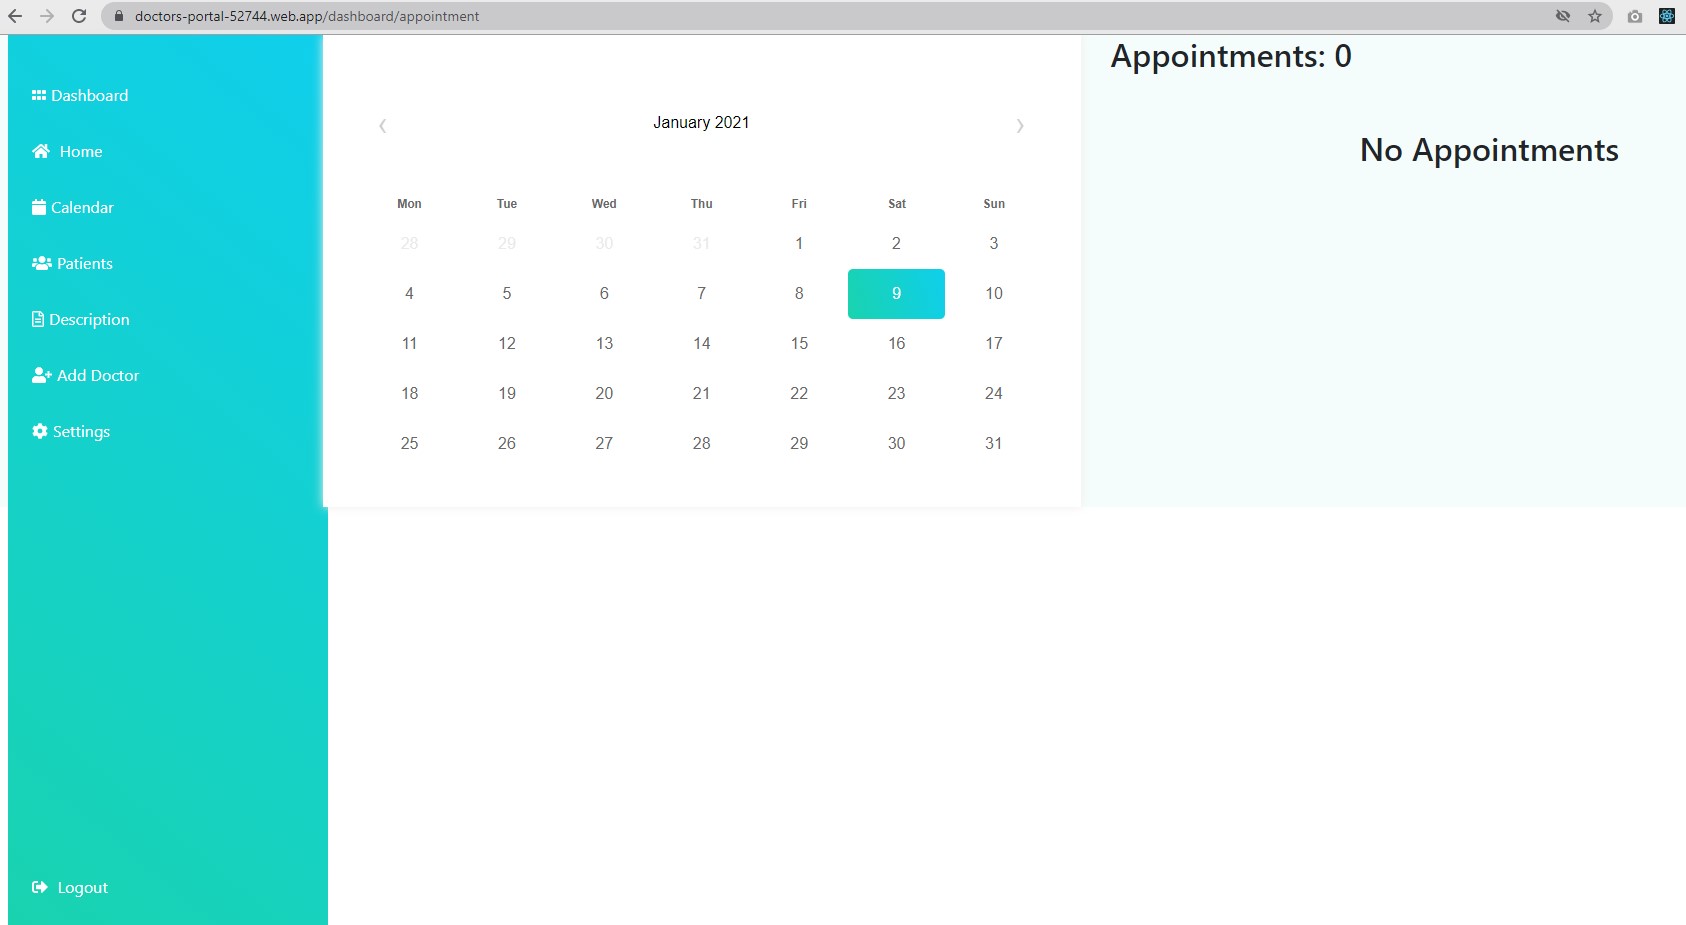 doctors-portal-52744.web.app/dashboard/appointment
Dashboard
Home
Calendar
Patients
Description
Add Doctor
Settings
Logout
‹ January 2021 ›
Mon Tue Wed Thu Fri Sat Sun
28 29 30 31 1 2 3
4 5 6 7 8 9 10
11 12 13 14 15 16 17
18 19 20 21 22 23 24
25 26 27 28 29 30 31
Appointments: 0
No Appointments